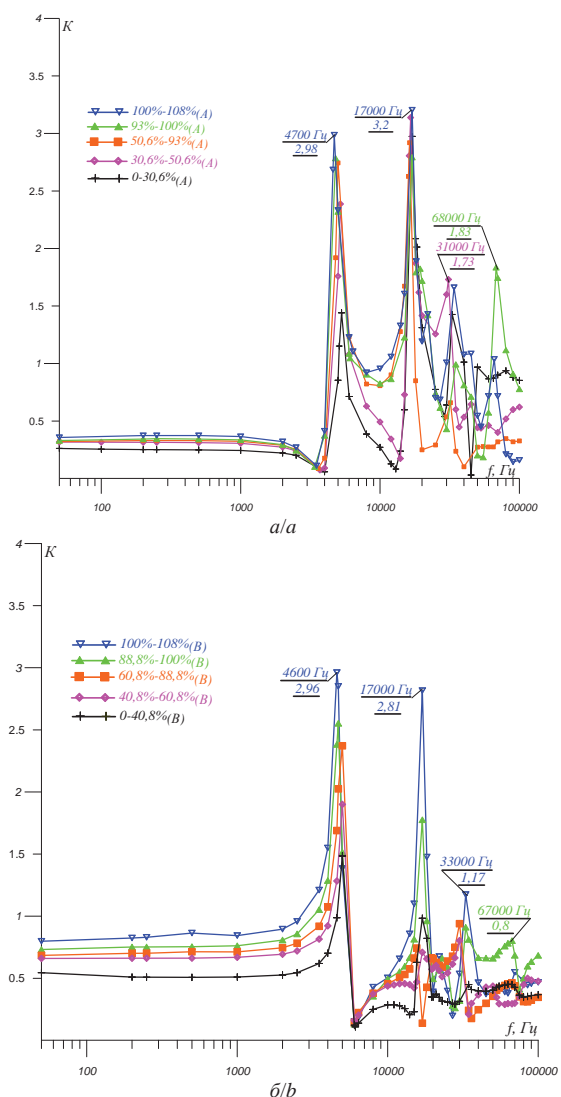 4
К
3.5
100%-108%(A)
93%-100%(A)
50,6%-93%(A)
30,6%-50,6%(A)
0-30,6%(A)
4700 Гц
2,98
17000 Гц
3,2
3
2.5
68000 Гц
1,83
31000 Гц
1,73
2
1.5
1
0.5
f, Гц
100
1000
10000
100000
а/a
4
К
3.5
100%-108%(B)
88,8%-100%(B)
60,8%-88,8%(B)
40,8%-60,8%(B)
0-40,8%(B)
4600 Гц
2,96
17000 Гц
2,81
3
2.5
2
1.5
33000 Гц
1,17
67000 Гц
0,8
1
0.5
f, Гц
100
1000
10000
100000
б/b